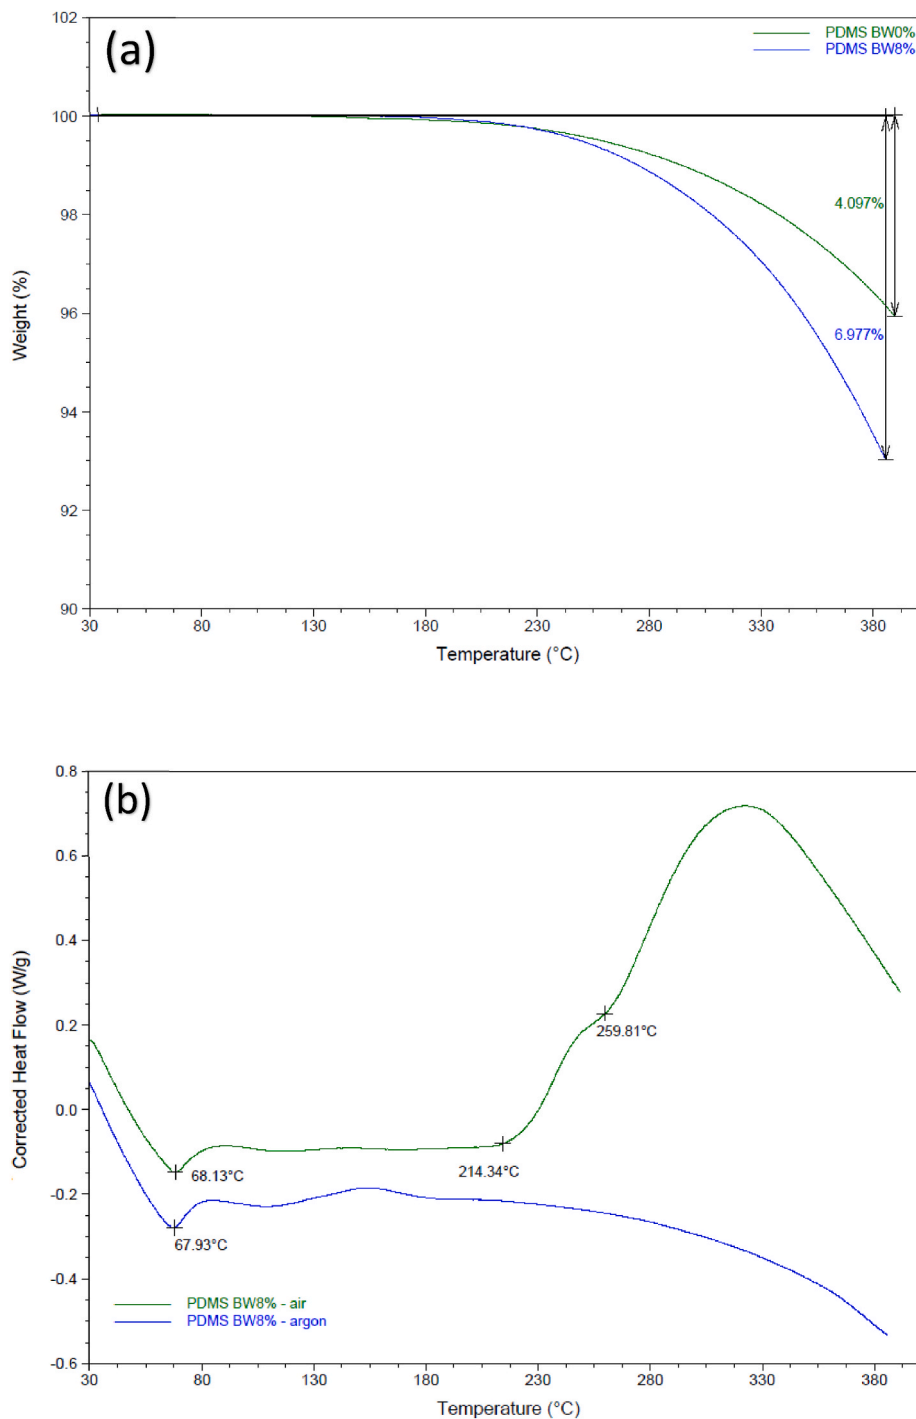 102
(a)
PDMS BW0%
PDMS BW8%
100
98
4.097%
Weight (%)
96
6.977%
94
92
90
30 80 130 180 230 280 330 380
Temperature (°C)
0.8
(b)
0.6
0.4
Corrected Heat Flow (W/g)
0.2
259.81°C
0.0
68.13°C
214.34°C
-0.2
67.93°C
PDMS BW8% - air
PDMS BW8% - argon
-0.4
-0.6
30 80 130 180 230 280 330 380
Temperature (°C)